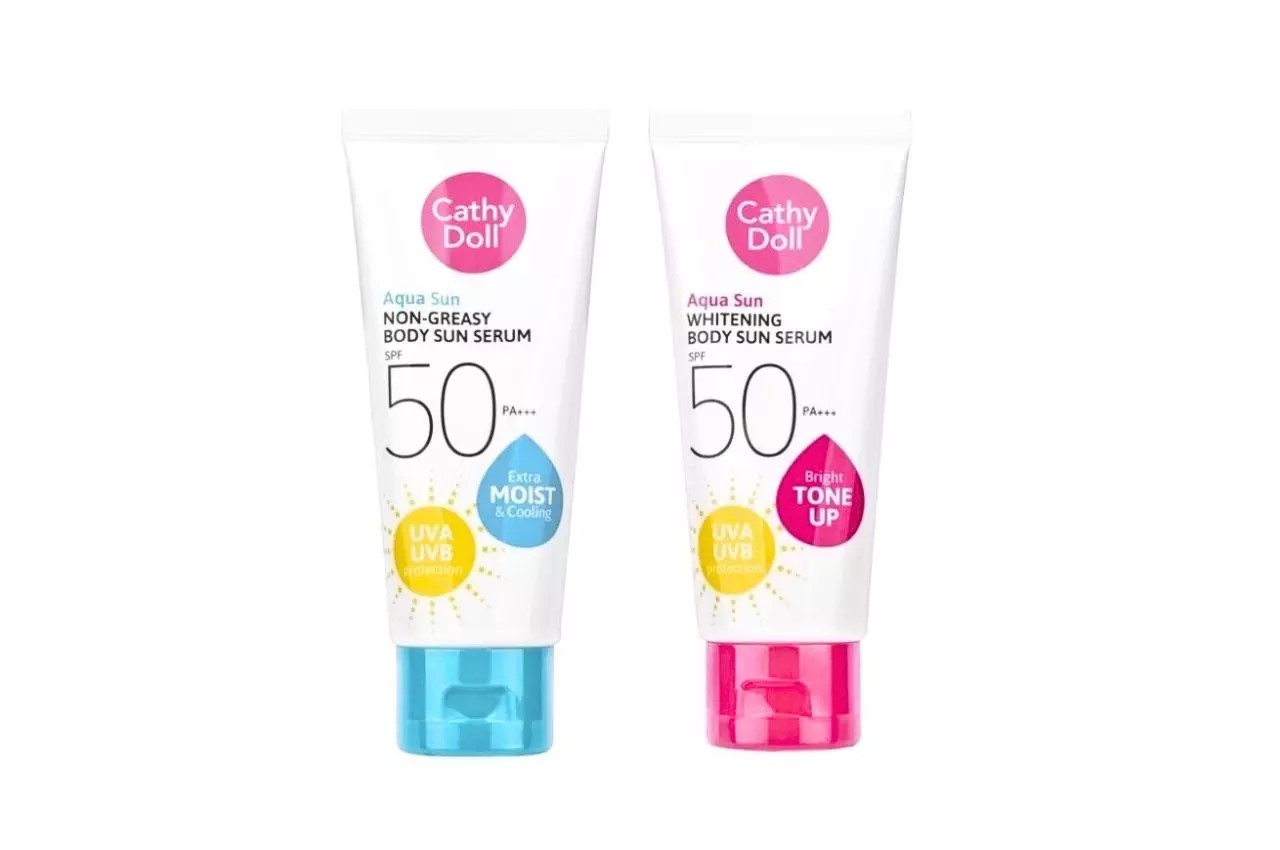 Cathy
Doll
Aqua Sun
NON-GREASY
BODY SUN SERUM
SPF
50
PA+++
Extra
MOIST
& Cooling
UVA
UVB
protection
Cathy
Doll
Aqua Sun
WHITENING
BODY SUN SERUM
SPF
50
PA+++
Bright
TONE
UP
UVA
UVB
protection